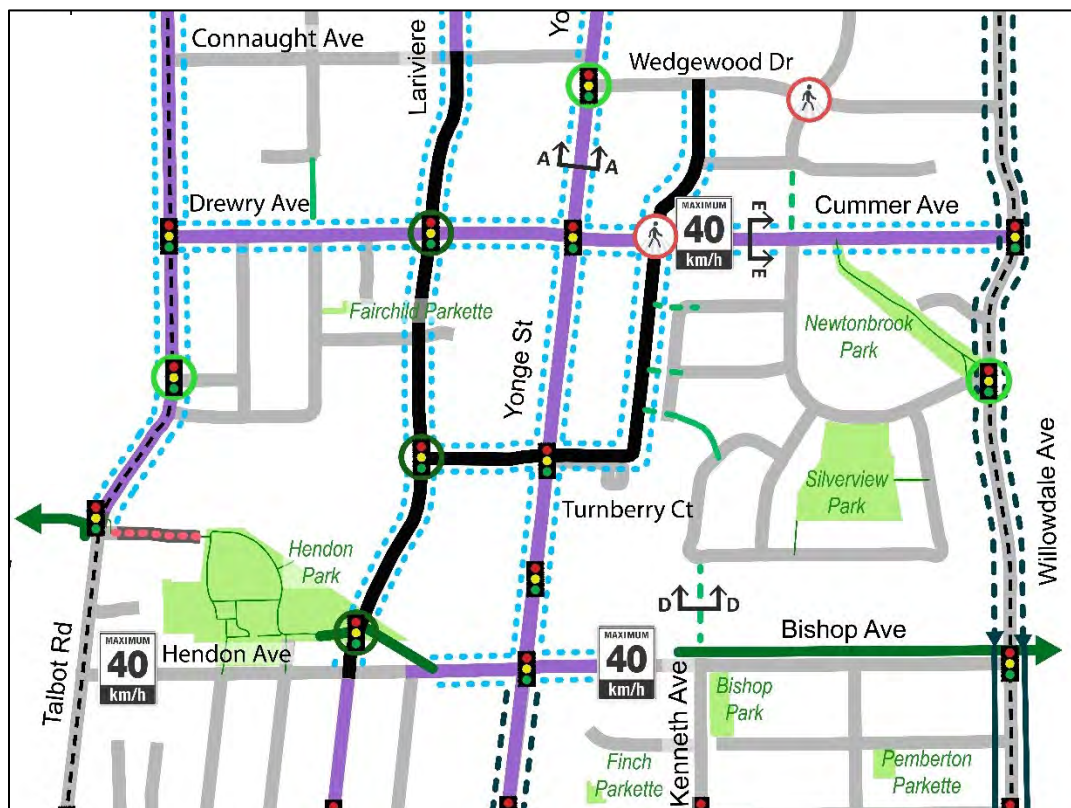 Connaught Ave
Lariviere
Yo
Wedgewood Dr
A
A
Drewry Ave
MAXIMUM
40
km/h
E
E
Cummer Ave
Fairchild Parkette
Yonge St
Newtonbrook
Park
Willowdale Ave
Turnberry Ct
Silverview
Park
Hendon
Park
D
D
Talbot Rd
MAXIMUM
40
km/h
Hendon Ave
MAXIMUM
40
km/h
Bishop Ave
Kenneth Ave
Bishop
Park
Finch
Parkette
Pemberton
Parkette